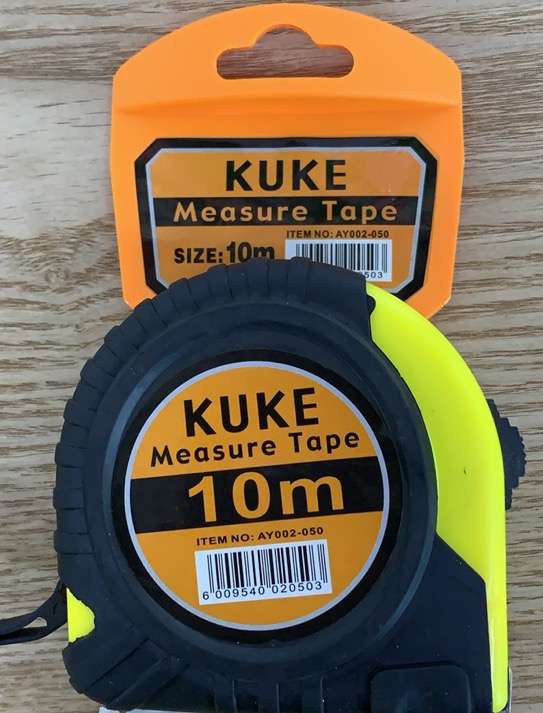 KUKE
Measure Tape
ITEM NO: AY002-050
SIZE:10m
503
KUKE
Measure Tape
10m
ITEM NO: AY002-050
6 009540 020503